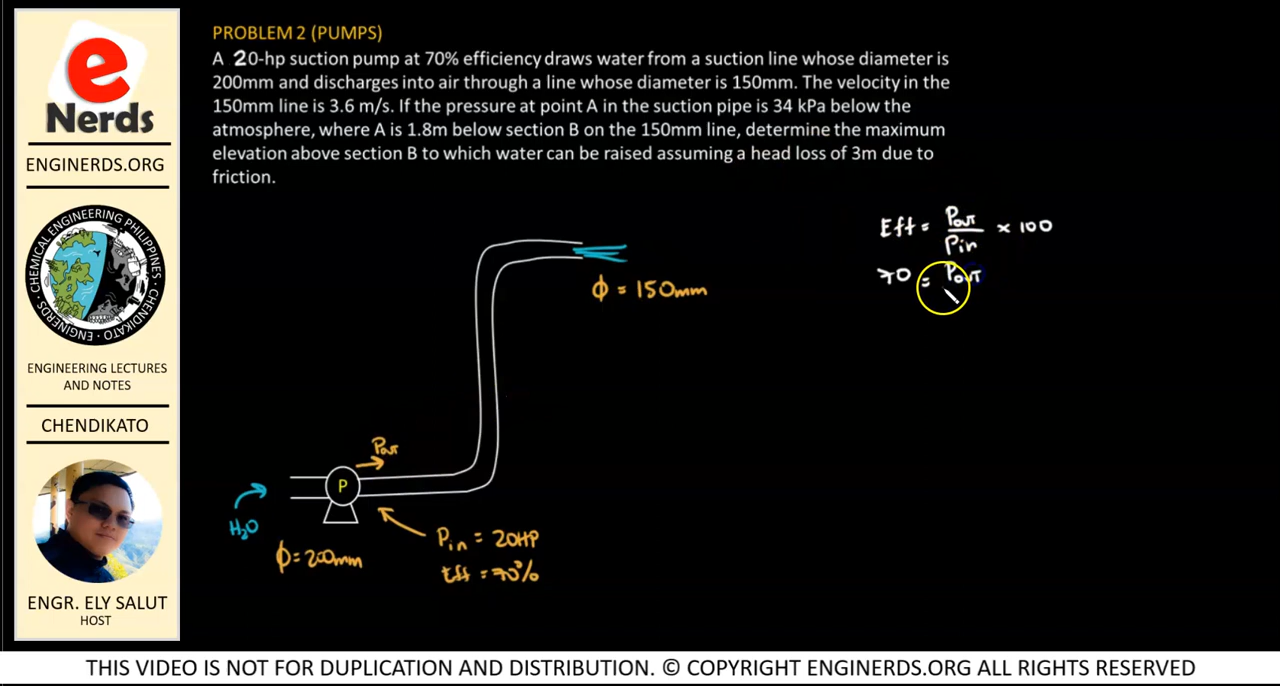 e
Nerds
ENGINERDS.ORG
CHEMICAL ENGINEERING PHILIPPINES • CHENDIKATO • ENGINERDS •
ENGINEERING LECTURES
AND NOTES
CHENDIKATO
ENGR. ELY SALUT
HOST
PROBLEM 2 (PUMPS)
A 20-hp suction pump at 70% efficiency draws water from a suction line whose diameter is
200mm and discharges into air through a line whose diameter is 150mm. The velocity in the
150mm line is 3.6 m/s. If the pressure at point A in the suction pipe is 34 kPa below the
atmosphere, where A is 1.8m below section B on the 150mm line, determine the maximum
elevation above section B to which water can be raised assuming a head loss of 3m due to
friction.
Eff = Pout / Pin × 100
70 = Pout
ϕ = 150mm
Pout
P
H₂O
ϕ = 200mm
Pin = 20HP
Eff = 70%
THIS VIDEO IS NOT FOR DUPLICATION AND DISTRIBUTION. © COPYRIGHT ENGINERDS.ORG ALL RIGHTS RESERVED